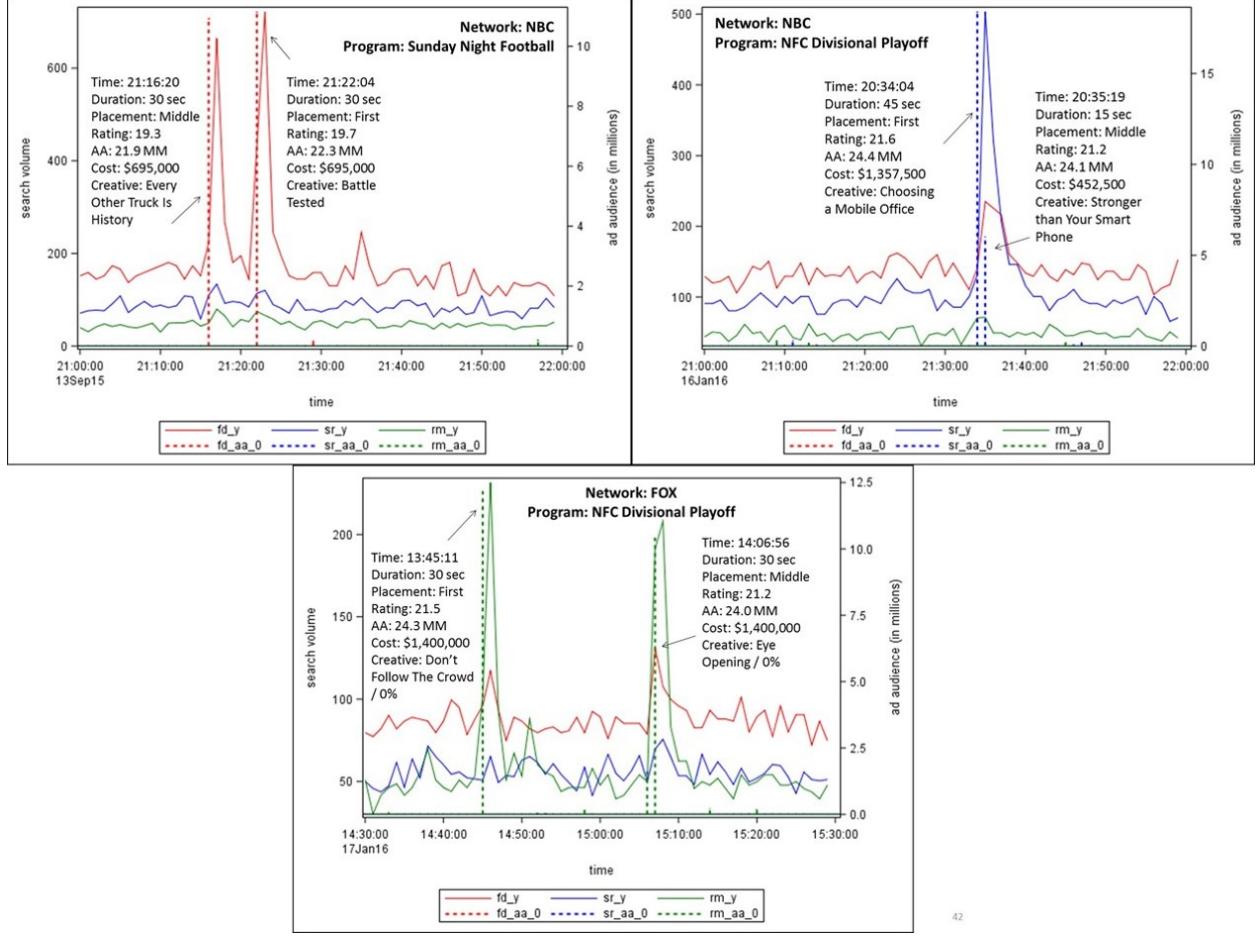 Network: NBC
Program: Sunday Night Football
Time: 21:16:20
Duration: 30 sec
Placement: Middle
Rating: 19.3
AA: 21.9 MM
Cost: $695,000
Creative: Every
Other Truck Is
History
Time: 21:22:04
Duration: 30 sec
Placement: First
Rating: 19.7
AA: 22.3 MM
Cost: $695,000
Creative: Battle
Tested
search volume
600
400
200
0
ad audience (in millions)
10
8
6
4
2
0
21:00:00 21:10:00 21:20:00 21:30:00 21:40:00 21:50:00 22:00:00
13Sep15
time
fd_y sr_y rm_y
fd_aa_0 sr_aa_0 rm_aa_0
Network: NBC
Program: NFC Divisional Playoff
Time: 20:34:04
Duration: 45 sec
Placement: First
Rating: 21.6
AA: 24.4 MM
Cost: $1,357,500
Creative: Choosing
a Mobile Office
Time: 20:35:19
Duration: 15 sec
Placement: Middle
Rating: 21.2
AA: 24.1 MM
Cost: $452,500
Creative: Stronger
than Your Smart
Phone
search volume
500
400
300
200
100
ad audience (in millions)
15
10
5
0
21:00:00 21:10:00 21:20:00 21:30:00 21:40:00 21:50:00 22:00:00
16Jan16
time
fd_y sr_y rm_y
fd_aa_0 sr_aa_0 rm_aa_0
Network: FOX
Program: NFC Divisional Playoff
Time: 13:45:11
Duration: 30 sec
Placement: First
Rating: 21.5
AA: 24.3 MM
Cost: $1,400,000
Creative: Don't
Follow The Crowd
/ 0%
Time: 14:06:56
Duration: 30 sec
Placement: Middle
Rating: 21.2
AA: 24.0 MM
Cost: $1,400,000
Creative: Eye
Opening / 0%
search volume
200
150
100
50
ad audience (in millions)
12.5
10.0
7.5
5.0
2.5
0.0
14:30:00 14:40:00 14:50:00 15:00:00 15:10:00 15:20:00 15:30:00
17Jan16
time
fd_y sr_y rm_y
fd_aa_0 sr_aa_0 rm_aa_0
42